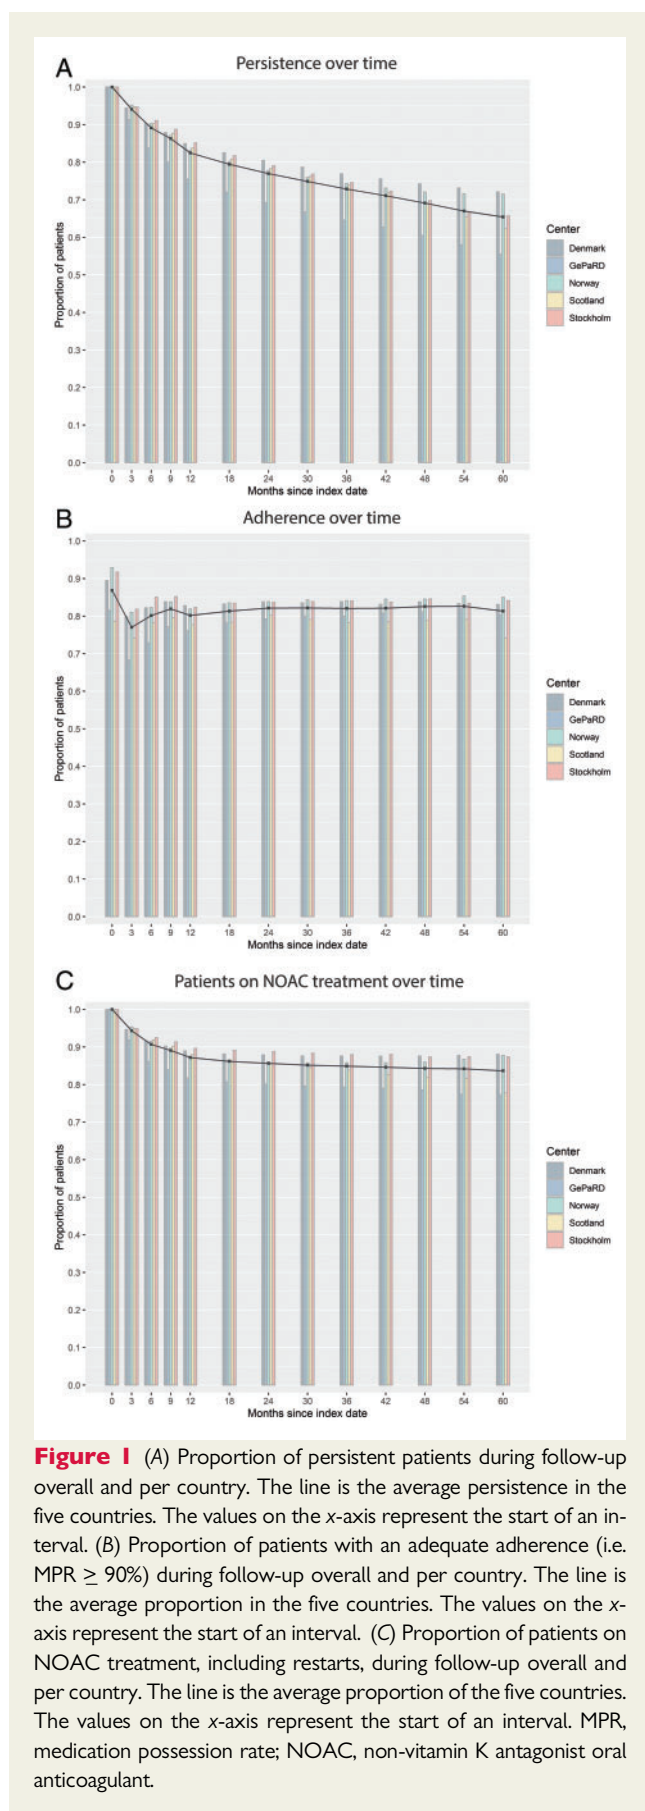 A
Persistence over time
1.0
0.9
0.8
0.7
0.6
0.5
0.4
0.3
0.2
0.1
0.0
Proportion of patients
0 3 6 9 12 18 24 30 36 42 48 54 60
Months since index date
Center
Denmark
GePaRD
Norway
Scotland
Stockholm
B
Adherence over time
1.0
0.9
0.8
0.7
0.6
0.5
0.4
0.3
0.2
0.1
0.0
Proportion of patients
0 3 6 9 12 18 24 30 36 42 48 54 60
Months since index date
Center
Denmark
GePaRD
Norway
Scotland
Stockholm
C
Patients on NOAC treatment over time
1.0
0.9
0.8
0.7
0.6
0.5
0.4
0.3
0.2
0.1
0.0
Proportion of patients
0 3 6 9 12 18 24 30 36 42 48 54 60
Months since index date
Center
Denmark
GePaRD
Norway
Scotland
Stockholm
Figure 1 (A) Proportion of persistent patients during follow-up
overall and per country. The line is the average persistence in the
five countries. The values on the x-axis represent the start of an in-
terval. (B) Proportion of patients with an adequate adherence (i.e.
MPR ≥ 90%) during follow-up overall and per country. The line is
the average proportion in the five countries. The values on the x-
axis represent the start of an interval. (C) Proportion of patients on
NOAC treatment, including restarts, during follow-up overall and
per country. The line is the average proportion of the five countries.
The values on the x-axis represent the start of an interval. MPR,
medication possession rate; NOAC, non-vitamin K antagonist oral
anticoagulant.